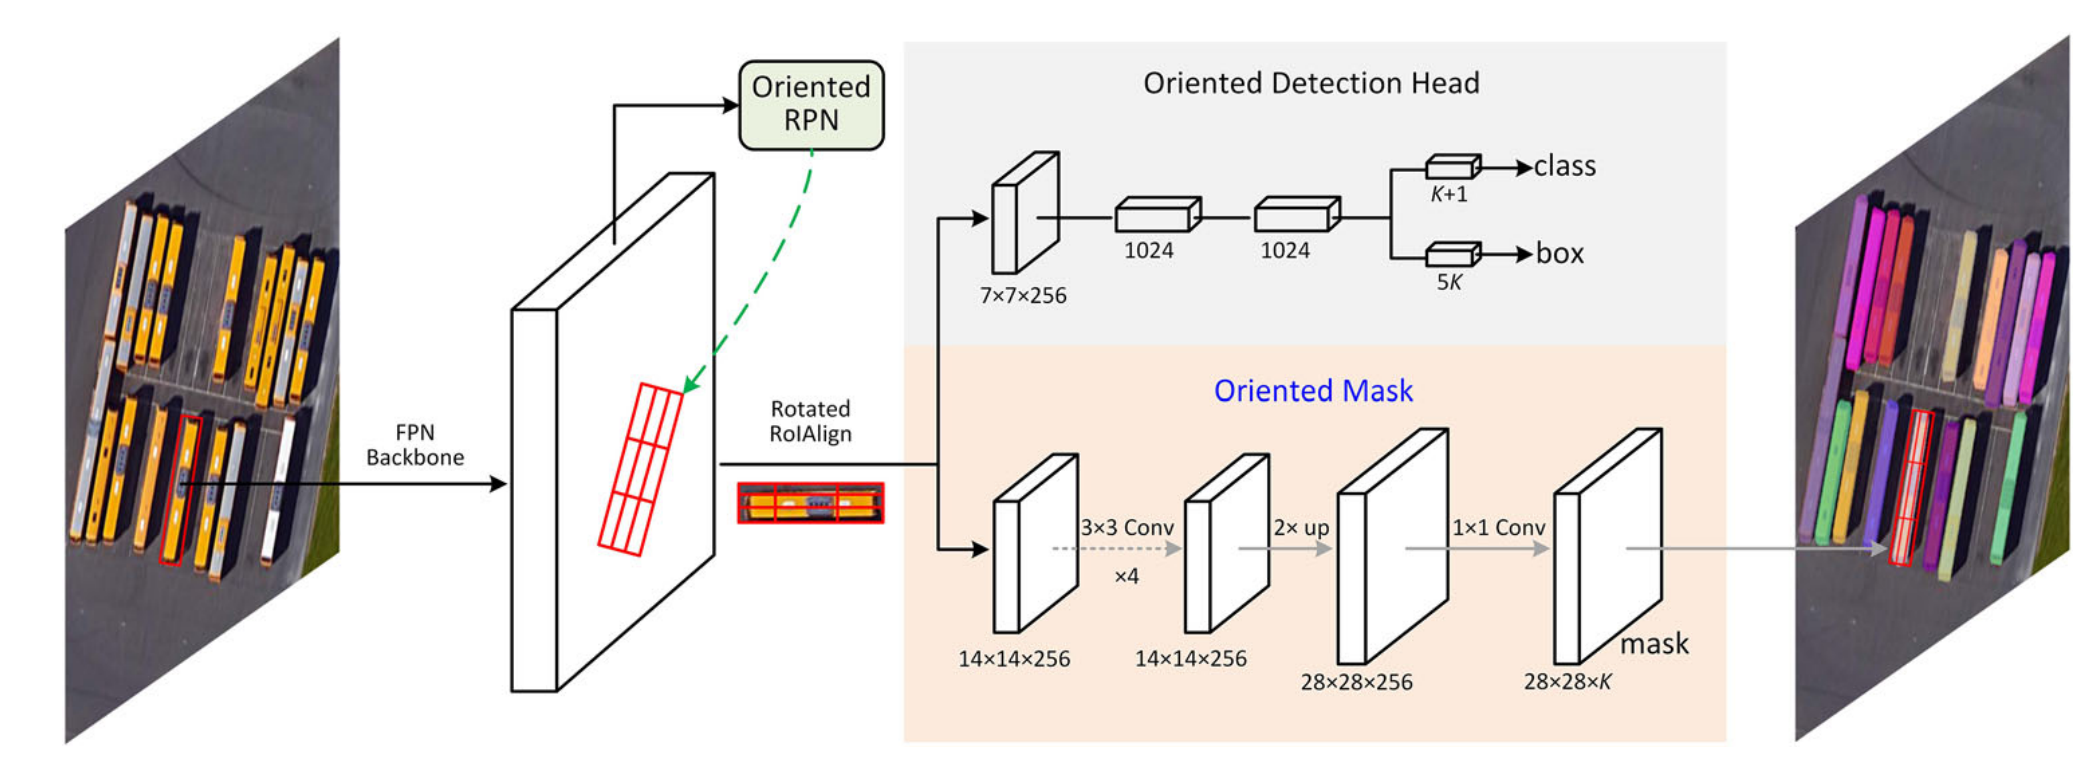 FPN
Backbone
Oriented
RPN
Rotated
RoIAlign
Oriented Detection Head
7×7×256
1024
1024
K+1
class
5K
box
Oriented Mask
3×3 Conv
×4
2× up
1×1 Conv
14×14×256
14×14×256
28×28×256
28×28×K
mask